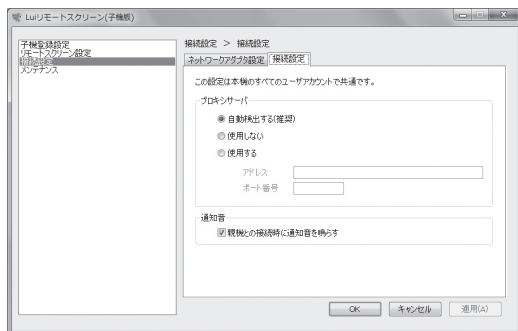 Luiリモートスクリーン(子機版)
子機登録設定
リモートスクリーン設定
接続設定
メンテナンス
接続設定 > 接続設定
ネットワークアダプタ設定 接続設定
この設定は本機のすべてのユーザアカウントで共通です。
プロキシサーバ
自動検出する(推奨)
使用しない
使用する
アドレス
ポート番号
通知音
親機との接続時に通知音を鳴らす
OK キャンセル 適用(A)